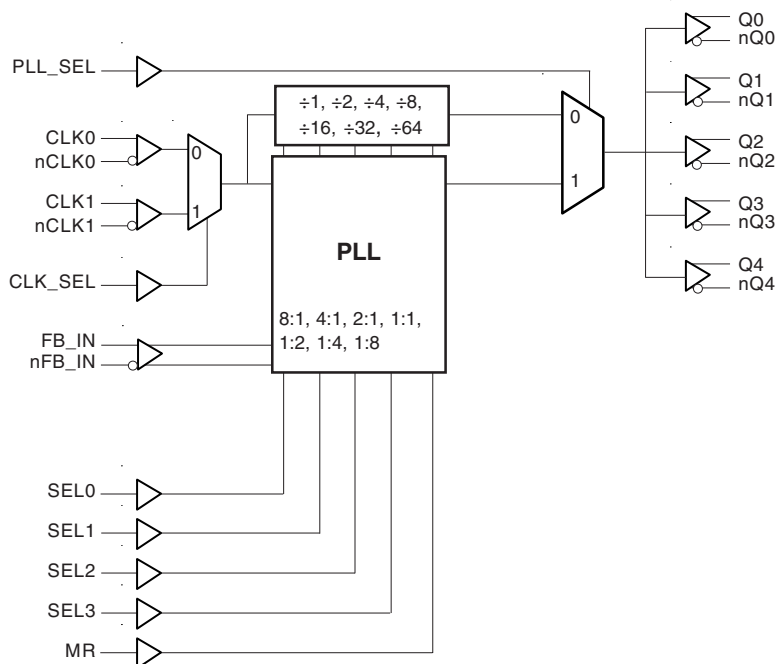 PLL_SEL
CLK0
nCLK0
CLK1
nCLK1
CLK_SEL
FB_IN
nFB_IN
0
1
÷1, ÷2, ÷4, ÷8,
÷16, ÷32, ÷64
PLL
8:1, 4:1, 2:1, 1:1,
1:2, 1:4, 1:8
0
1
Q0
nQ0
Q1
nQ1
Q2
nQ2
Q3
nQ3
Q4
nQ4
SEL0
SEL1
SEL2
SEL3
MR